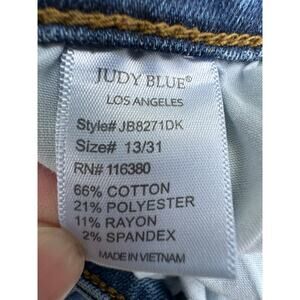 JUDY BLUE®
LOS ANGELES
Style# JB8271DK
Size# 13/31
RN# 116380
66% COTTON
21% POLYESTER
11% RAYON
2% SPANDEX
MADE IN VIETNAM